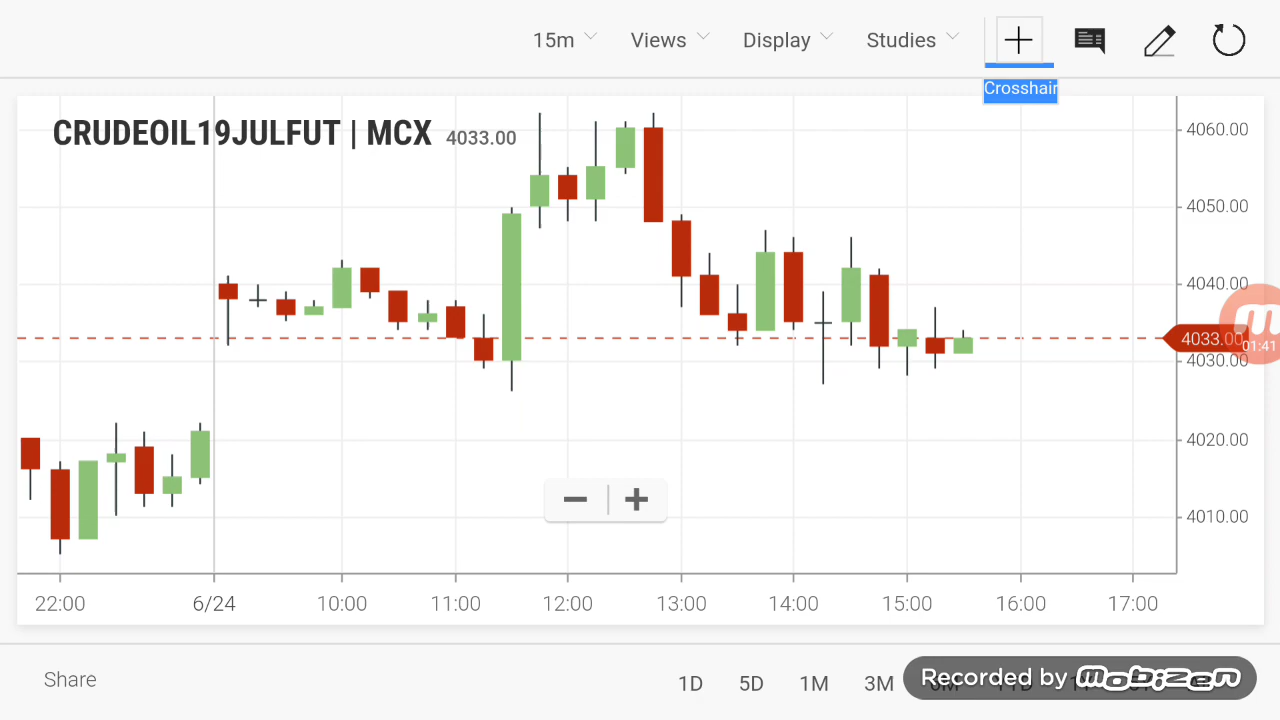 15m Views Display Studies
Crosshair
CRUDEOIL19JULFUT | MCX 4033.00
4060.00
4050.00
4040.00
4033.00
01:41
4030.00
4020.00
4010.00
22:00 6/24 10:00 11:00 12:00 13:00 14:00 15:00 16:00 17:00
Share 1D 5D 1M 3M
Recorded by mobizen